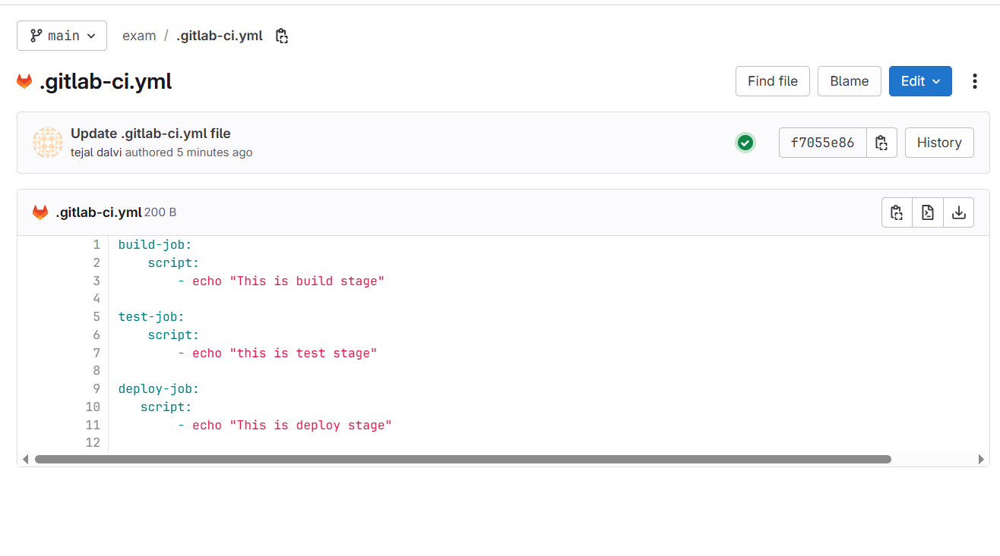 main
exam / .gitlab-ci.yml
.gitlab-ci.yml
Find file
Blame
Edit
Update .gitlab-ci.yml file
tejal dalvi authored 5 minutes ago
f7055e86
History
.gitlab-ci.yml 200 B
1 build-job:
2     script:
3         - echo "This is build stage"
4
5 test-job:
6     script:
7         - echo "this is test stage"
8
9 deploy-job:
10    script:
11         - echo "This is deploy stage"
12